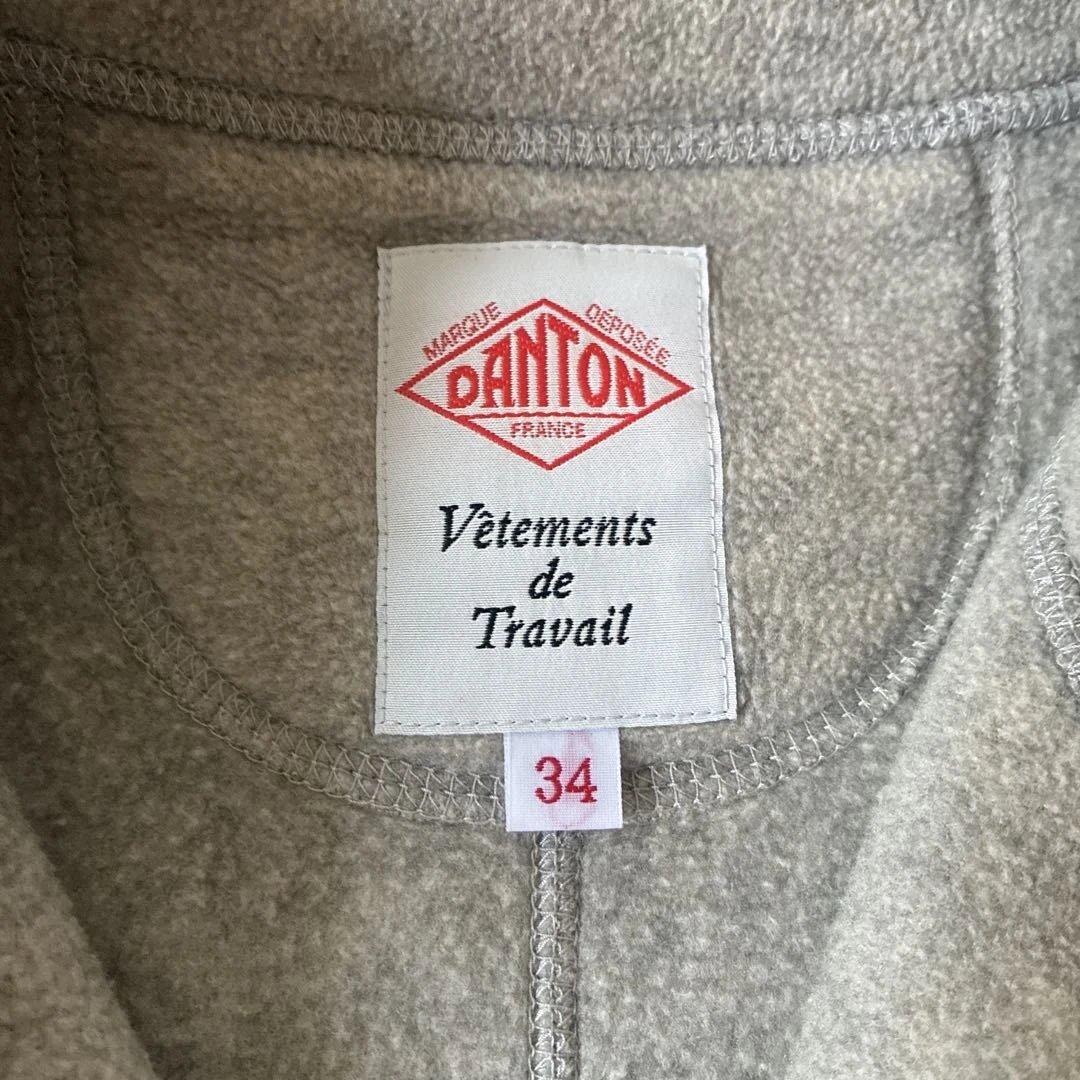 MARQUE DÉPOSÉE
DANTON
FRANCE
Vêtements
de
Travail
34